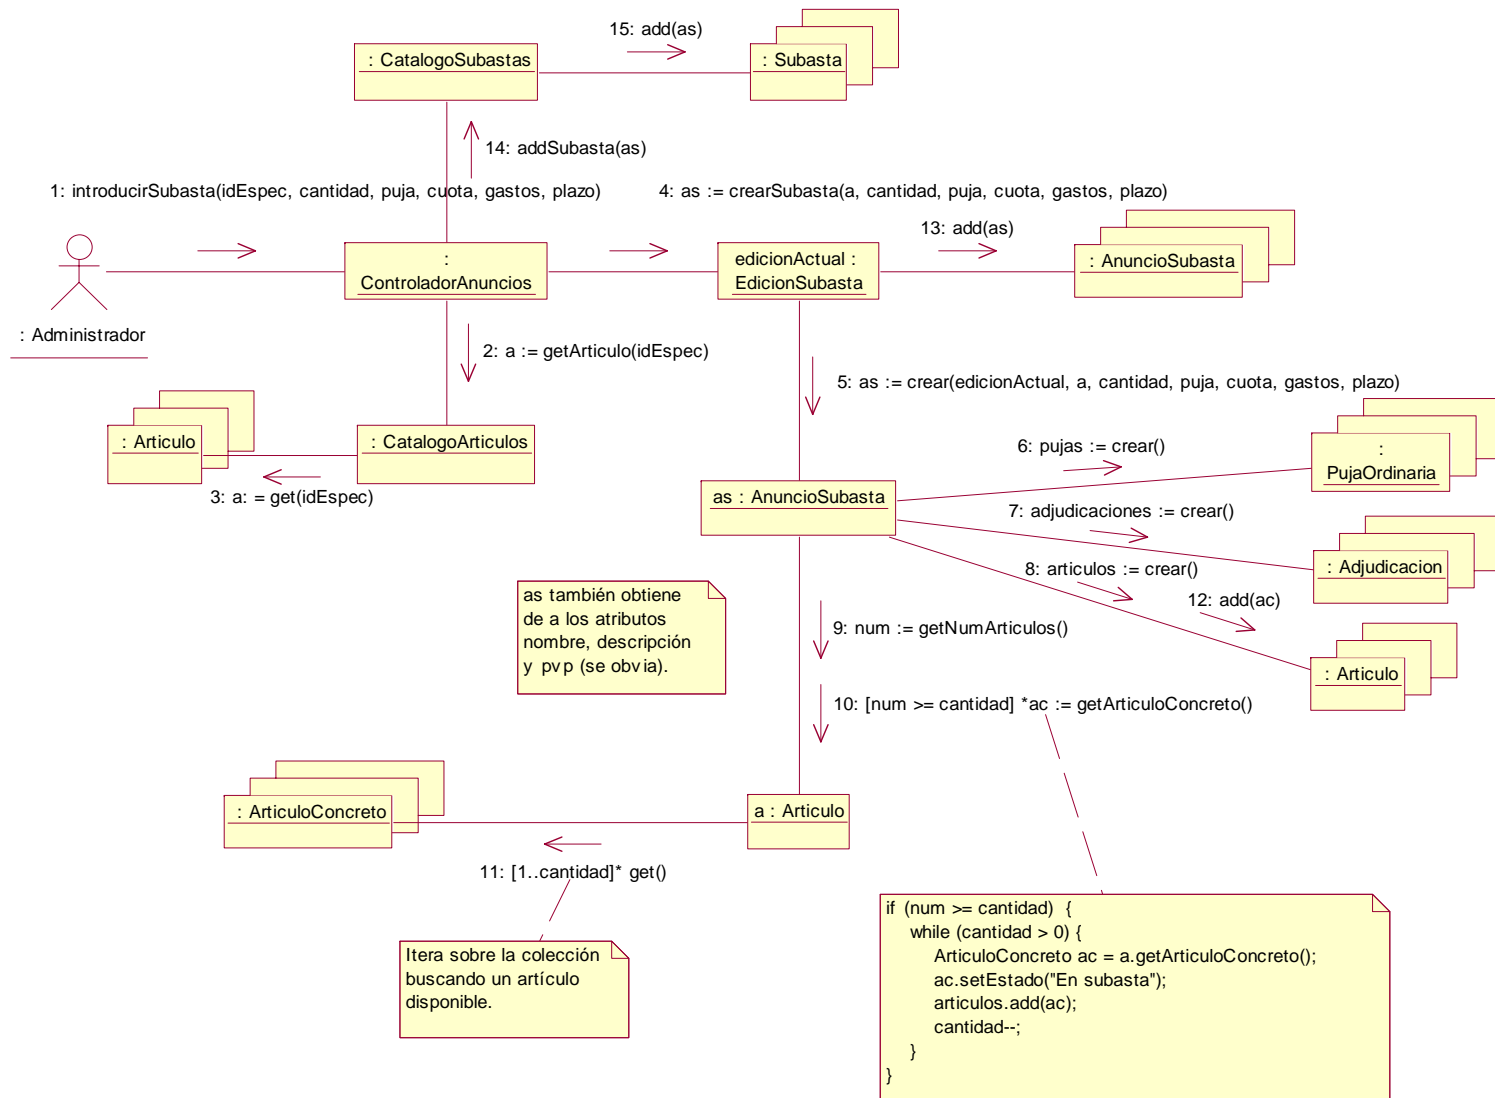 15: add(as)
: CatalogoSubastas
: Subasta
14: addSubasta(as)
1: introducirSubasta(idEspec, cantidad, puja, cuota, gastos, plazo)
4: as := crearSubasta(a, cantidad, puja, cuota, gastos, plazo)
13: add(as)
:
ControladorAnuncios
edicionActual :
EdicionSubasta
: AnuncioSubasta
: Administrador
2: a := getArticulo(idEspec)
5: as := crear(edicionActual, a, cantidad, puja, cuota, gastos, plazo)
: Articulo
: CatalogoArticulos
3: a: = get(idEspec)
6: pujas := crear()
:
PujaOrdinaria
as : AnuncioSubasta
7: adjudicaciones := crear()
: Adjudicacion
8: articulos := crear()
12: add(ac)
as también obtiene
de a los atributos
nombre, descripción
y pvp (se obvia).
9: num := getNumArticulos()
: Articulo
10: [num >= cantidad] *ac := getArticuloConcreto()
: ArticuloConcreto
a : Articulo
11: [1..cantidad]* get()
Itera sobre la colección
buscando un artículo
disponible.
if (num >= cantidad) {
while (cantidad > 0) {
ArticuloConcreto ac = a.getArticuloConcreto();
ac.setEstado("En subasta");
articulos.add(ac);
cantidad--;
}
}